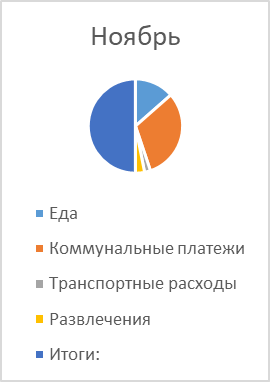 Ноябрь
Еда
Коммунальные платежи
Транспортные расходы
Развлечения
Итоги: